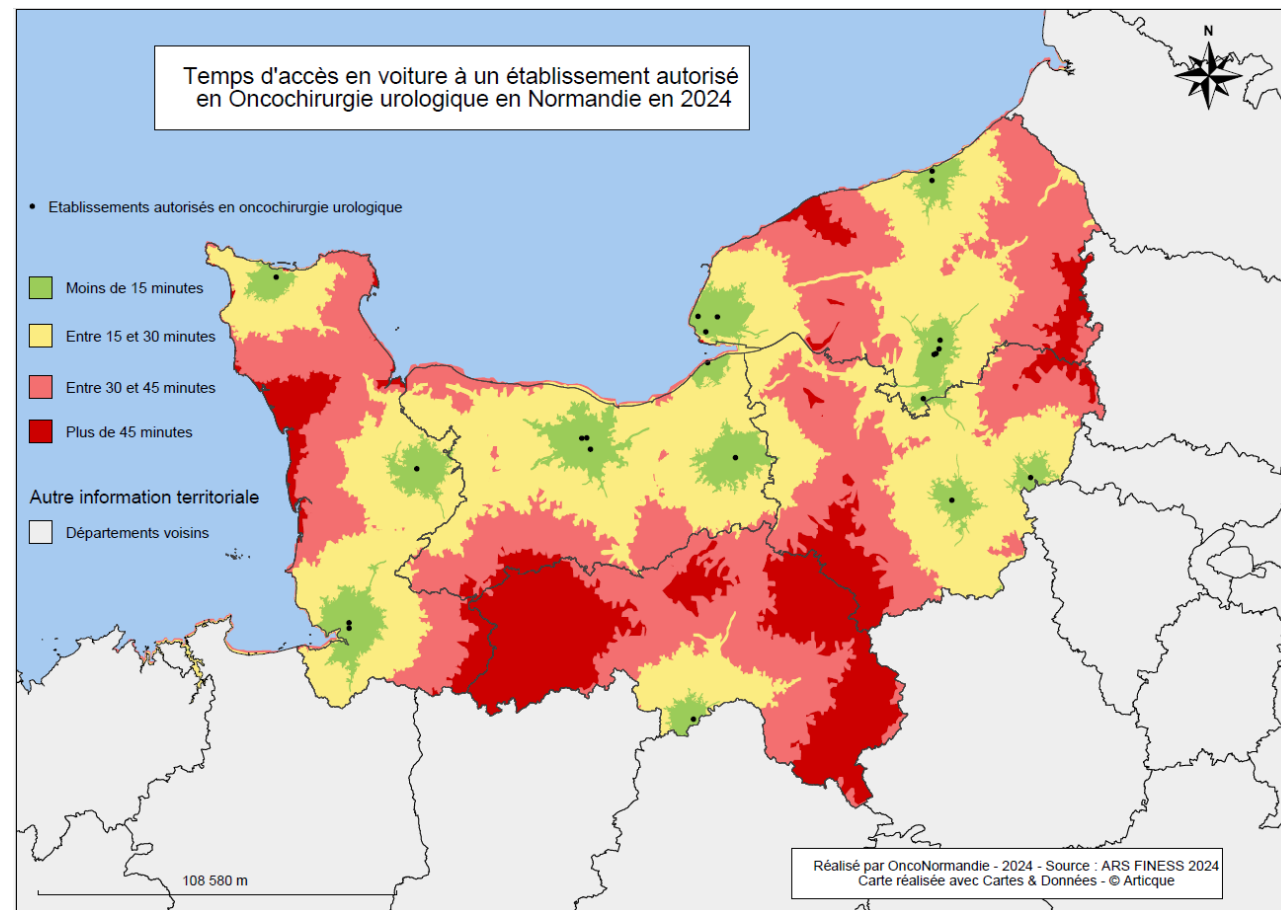 Temps d'accès en voiture à un établissement autorisé
en Oncochirurgie urologique en Normandie en 2024
N
Etablissements autorisés en oncochirurgie urologique
Moins de 15 minutes
Entre 15 et 30 minutes
Entre 30 et 45 minutes
Plus de 45 minutes
Autre information territoriale
Départements voisins
108 580 m
Réalisé par OncoNormandie - 2024 - Source : ARS FINESS 2024
Carte réalisée avec Cartes & Données - © Articque